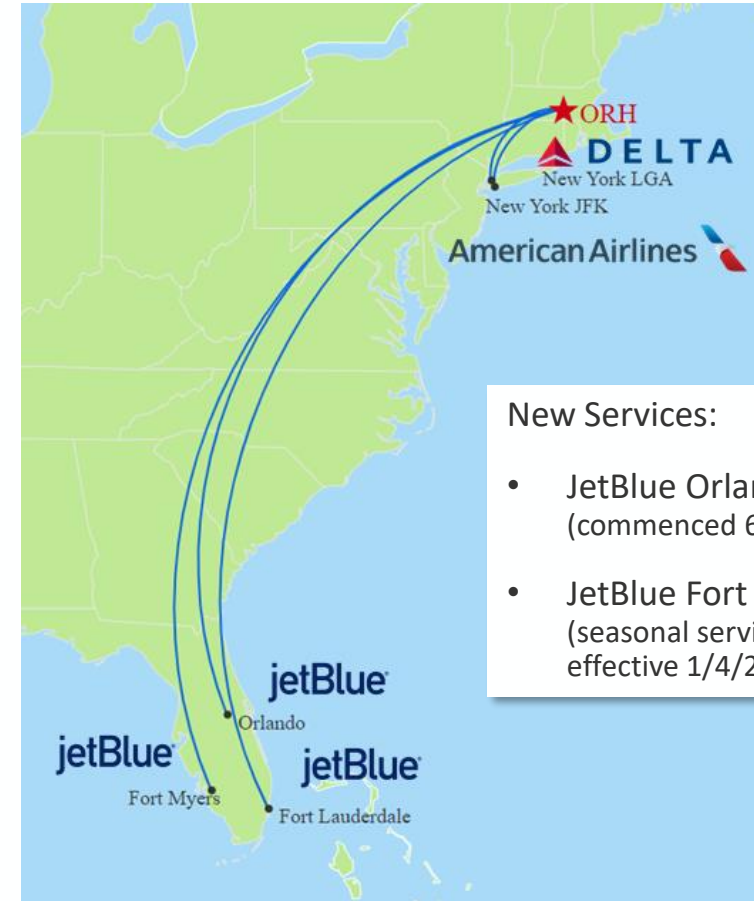 ORH
DELTA
New York LGA
New York JFK
American Airlines
New Services:
• JetBlue
(commenced
• JetBlue Fort
(seasonal
effective
jetBlue
Orlando
jetBlue
jetBlue
Fort Myers
Fort Lauderdale